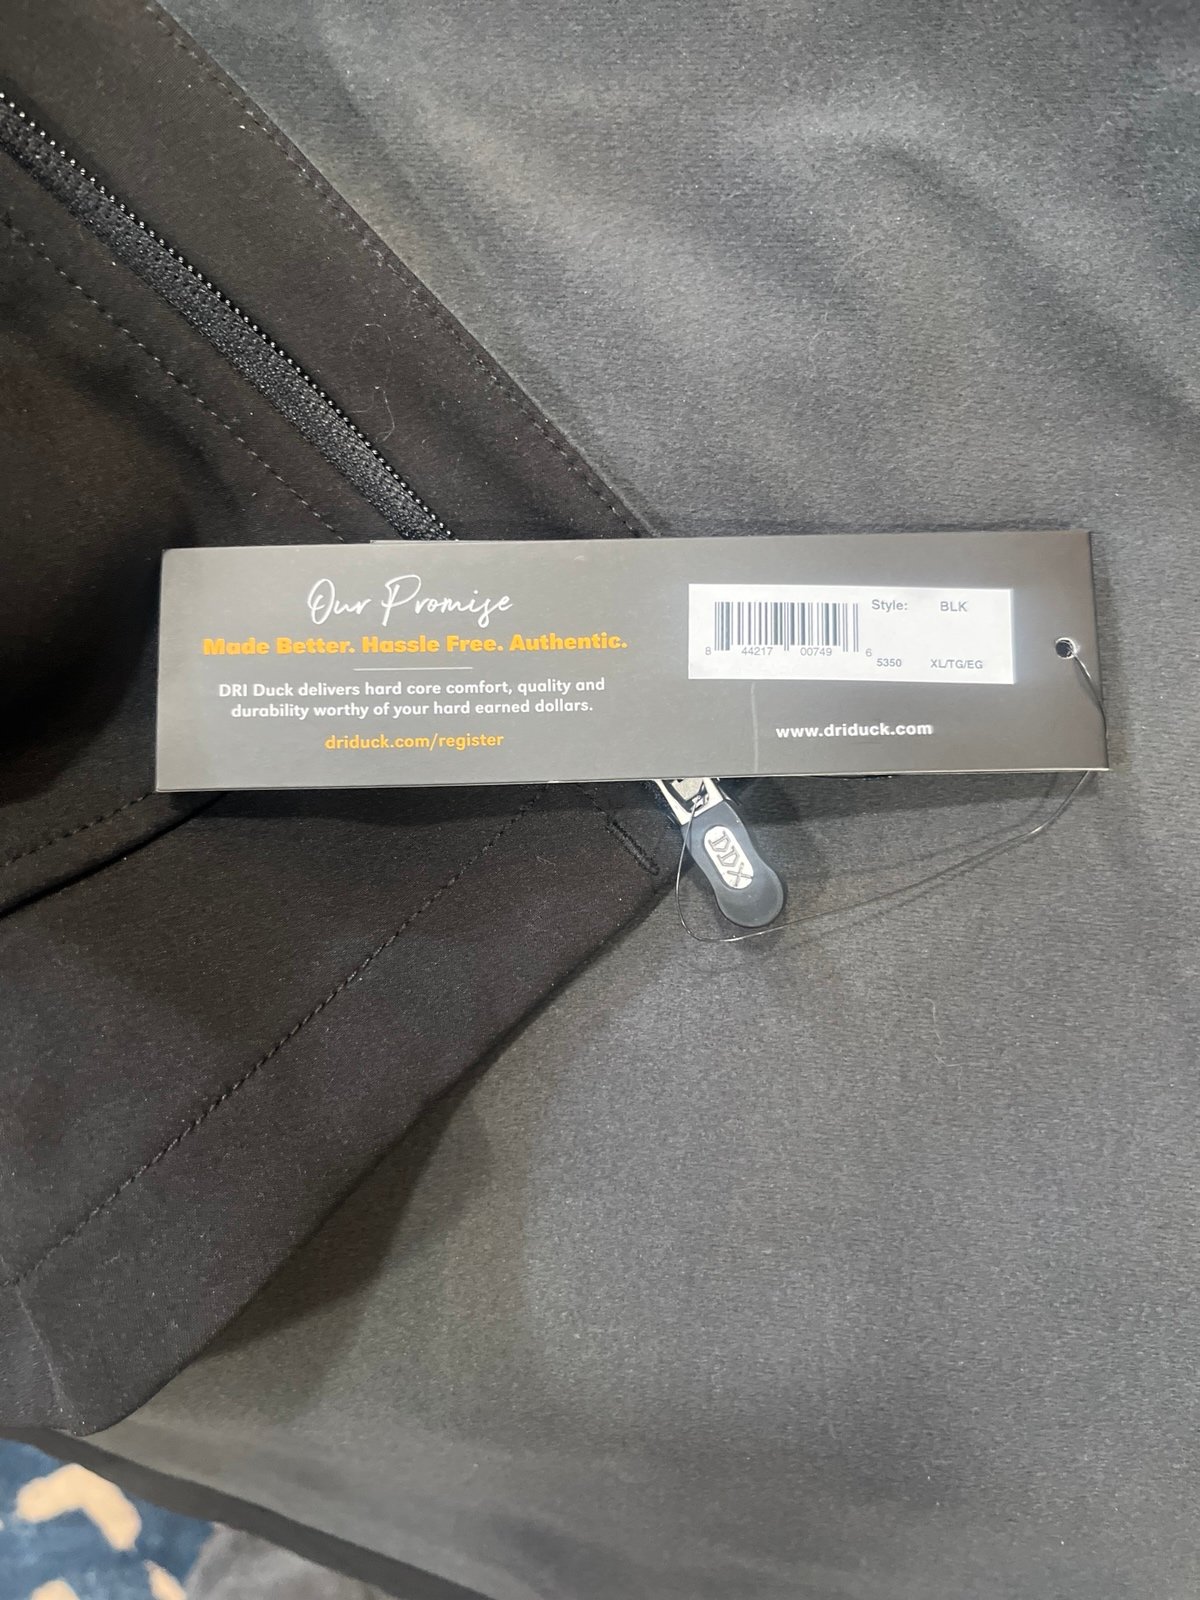 Our Promise
Made Better. Hassle Free. Authentic.
DRI Duck delivers hard core comfort, quality and
durability worthy of your hard earned dollars.
driduck.com/register
Style: BLK
8 44217 00749 6
5350 XL/TG/EG
www.driduck.com
DDX